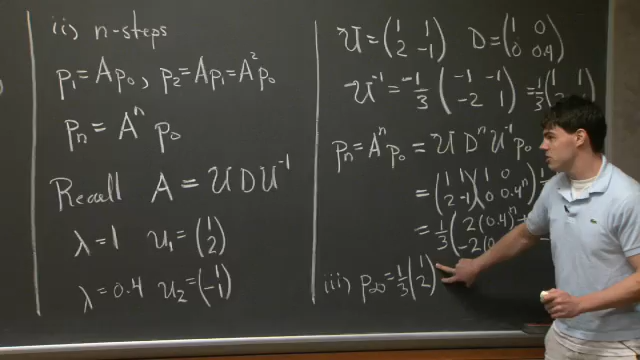 ii) n-steps
p₁ = Ap₀, p₂ = Ap₁ = A²p₀
pₙ = Aⁿ p₀
Recall A = U D U⁻¹
λ = 1 u₁ = (1 2)
λ = 0.4 u₂ = (1 -1)
U = (1 1
2 -1) D = (1 0
0 0.4)
U⁻¹ = -1/3 (-1 -1
-2 1) = 1/3 (1 1
pₙ = Aⁿp₀ = U Dⁿ U⁻¹ p₀
= (1 1
2 -1) (1 0
0 0.4ⁿ) 1/3
= 1/3 (2(0.4)ⁿ
-2(0
iii) p∞ = 1/3 (1
2)